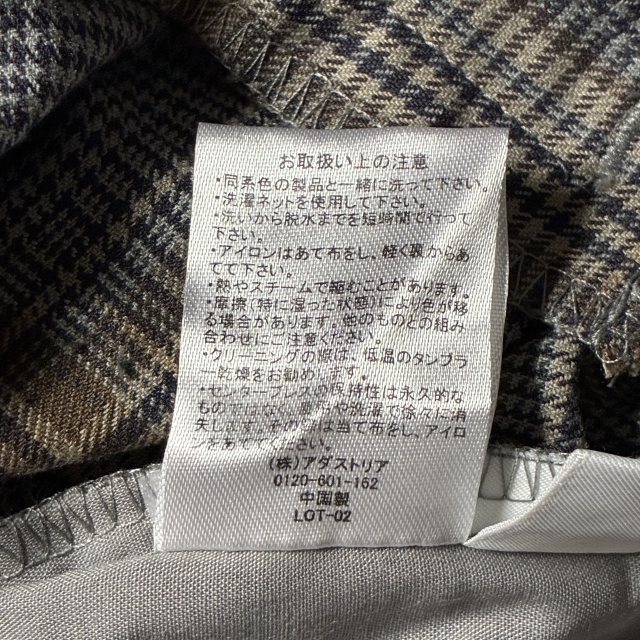 お取扱い上の注意
・同系色の製品と一緒に洗って下さい。
・洗濯ネットを使用して下さい。
・洗いから脱水までを短時間で行って
下さい。
・アイロンはあて布をし、軽く裏からあ
てて下さい。
・熱やスチームで縮むことがあります。
・摩擦(特に湿った状態)により色が移
る場合があります。他のものとの組み
合わせにご注意ください。
・クリーニングの際は、低温のタンブラ
ー乾燥をお勧めします。
・センタープレスの保持性は永久的な
ものではなく、着用や洗濯で徐々に消
失します。その際は当て布をし、アイロ
ンをあててください。
(株)アダストリア
0120-601-162
中国製
LOT-02